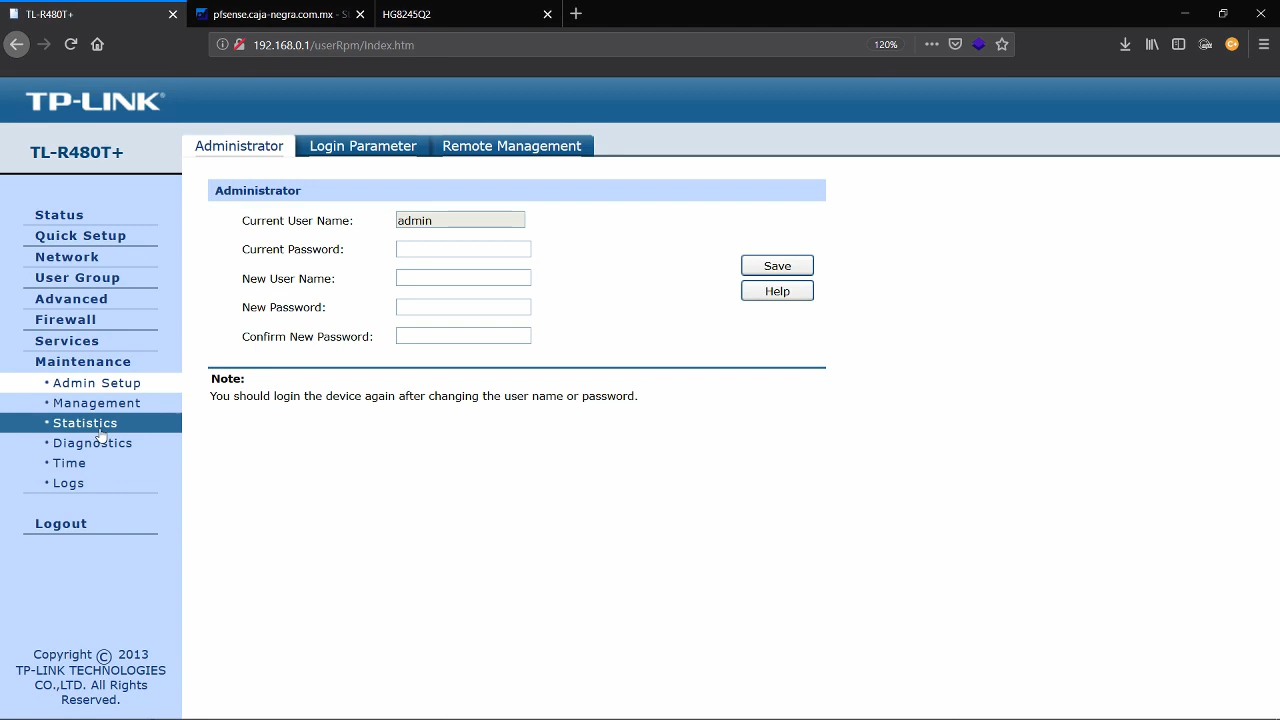 TL-R480T+
pfsense.caja-negra.com.mx - St
HG8245Q2
192.168.0.1/userRpm/Index.htm
120%
TP-LINK
TL-R480T+
Administrator
Login Parameter
Remote Management
Status
Quick Setup
Network
User Group
Advanced
Firewall
Services
Maintenance
• Admin Setup
• Management
• Statistics
• Diagnostics
• Time
• Logs
Logout
Administrator
Current User Name:
admin
Current Password:
New User Name:
New Password:
Confirm New Password:
Save
Help
Note:
You should login the device again after changing the user name or password.
Copyright © 2013
TP-LINK TECHNOLOGIES
CO.,LTD. All Rights
Reserved.